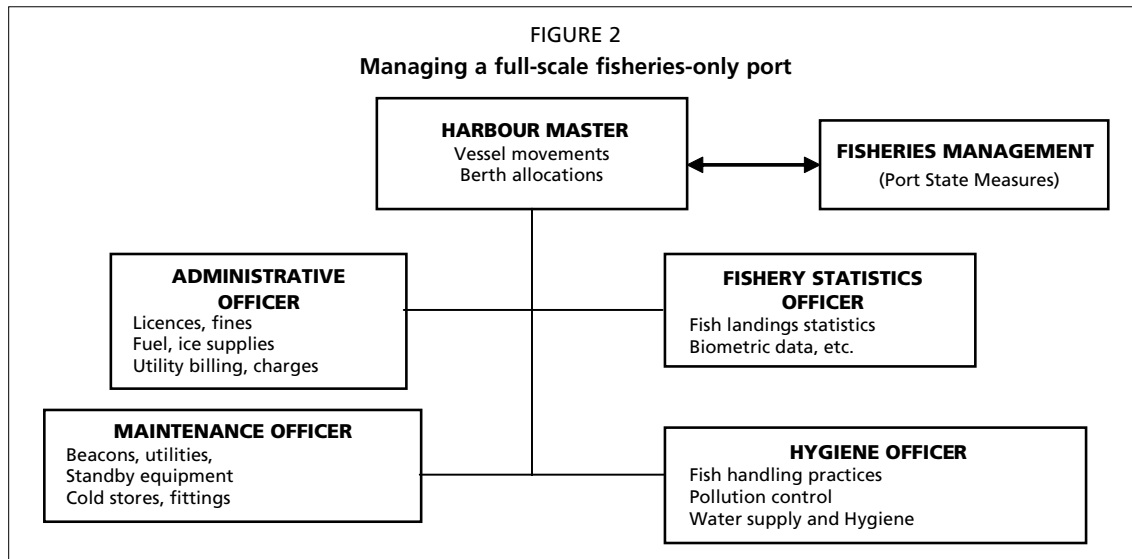 FIGURE 2
Managing a full-scale fisheries-only port
HARBOUR MASTER
Vessel movements
Berth allocations
FISHERIES MANAGEMENT
(Port State Measures)
ADMINISTRATIVE
OFFICER
Licences, fines
Fuel, ice supplies
Utility billing, charges
FISHERY STATISTICS
OFFICER
Fish landings statistics
Biometric data, etc.
MAINTENANCE OFFICER
Beacons, utilities,
Standby equipment
Cold stores, fittings
HYGIENE OFFICER
Fish handling practices
Pollution control
Water supply and Hygiene